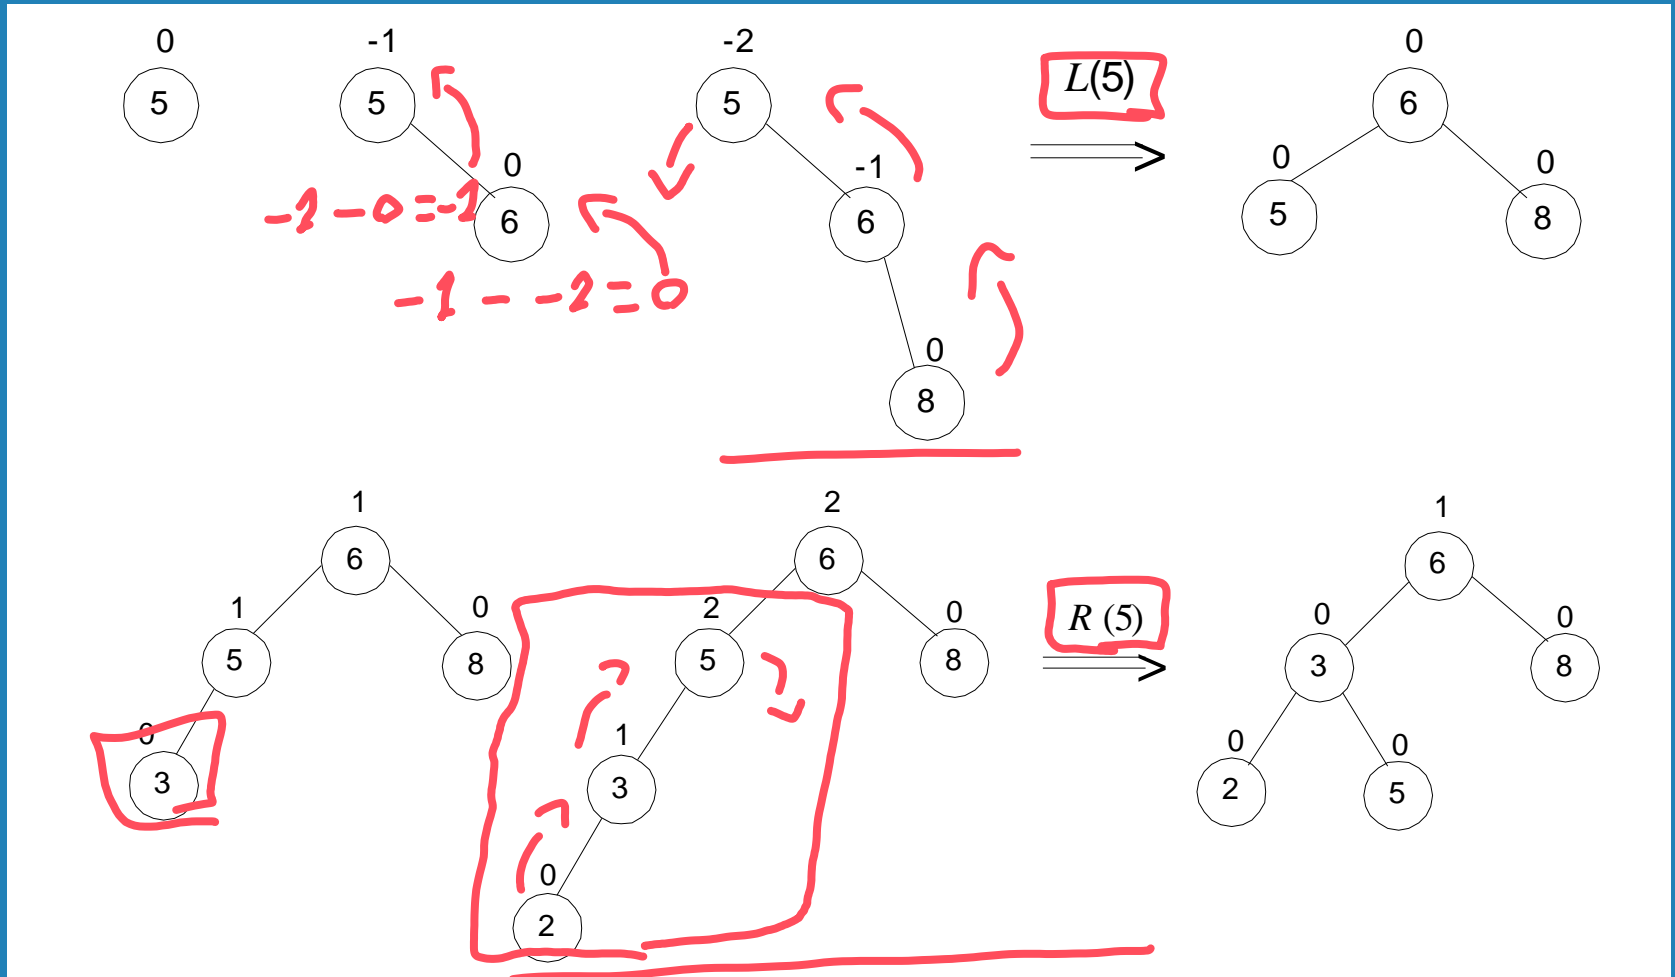 0 -1 -2 L(5) 0
5 5 5 6
0 -1 0 0
-1 - 0 = -1 6 6 5 8
-1 - -1 = 0
0
8
1 2 1
6 6 R (5) 6
1 0 2 0 0 0
5 8 5 8 3 8
0 1 0 0
3 3 2 5
0
2